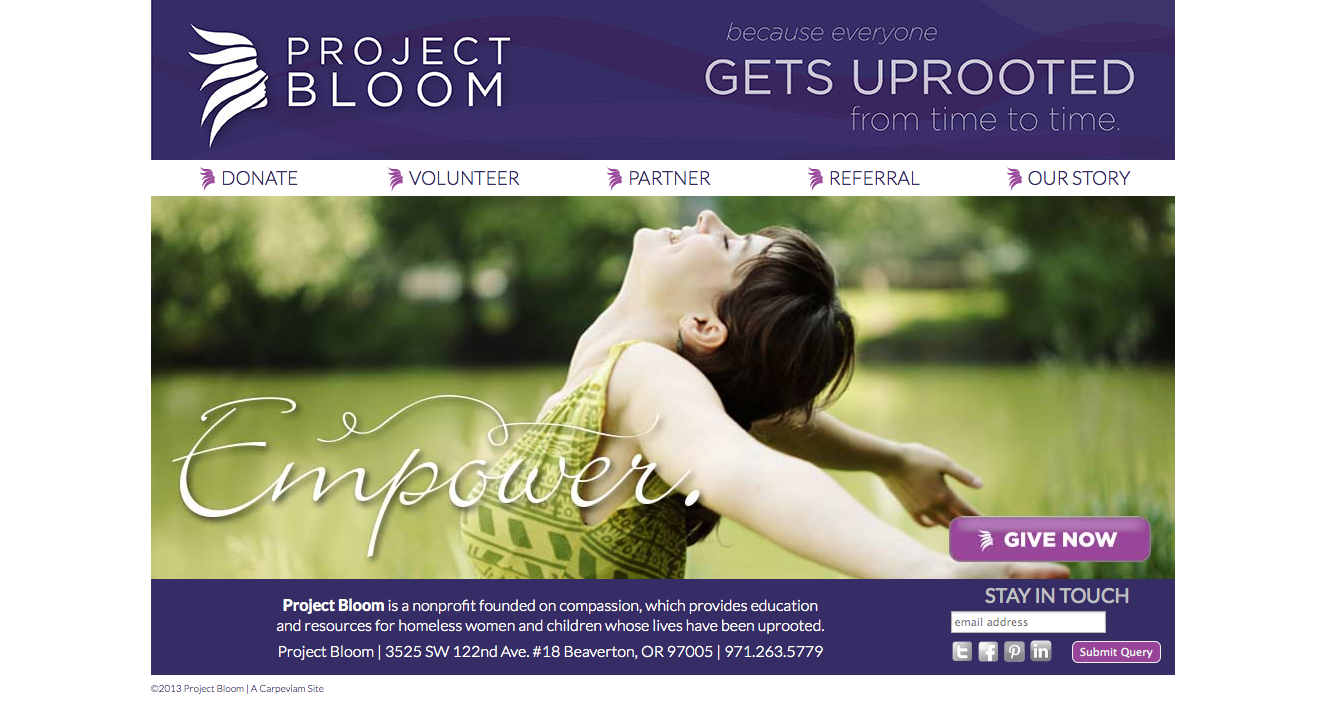 PROJECT
BLOOM
because everyone
GETS UPROOTED
from time to time.
DONATE VOLUNTEER PARTNER REFERRAL OUR STORY
Empower.
GIVE NOW
Project Bloom is a nonprofit founded on compassion, which provides education
and resources for homeless women and children whose lives have been uprooted.
Project Bloom | 3525 SW 122nd Ave. #18 Beaverton, OR 97005 | 971.263.5779
STAY IN TOUCH
email address
Submit Query
©2013 Project Bloom | A Carpeviam Site